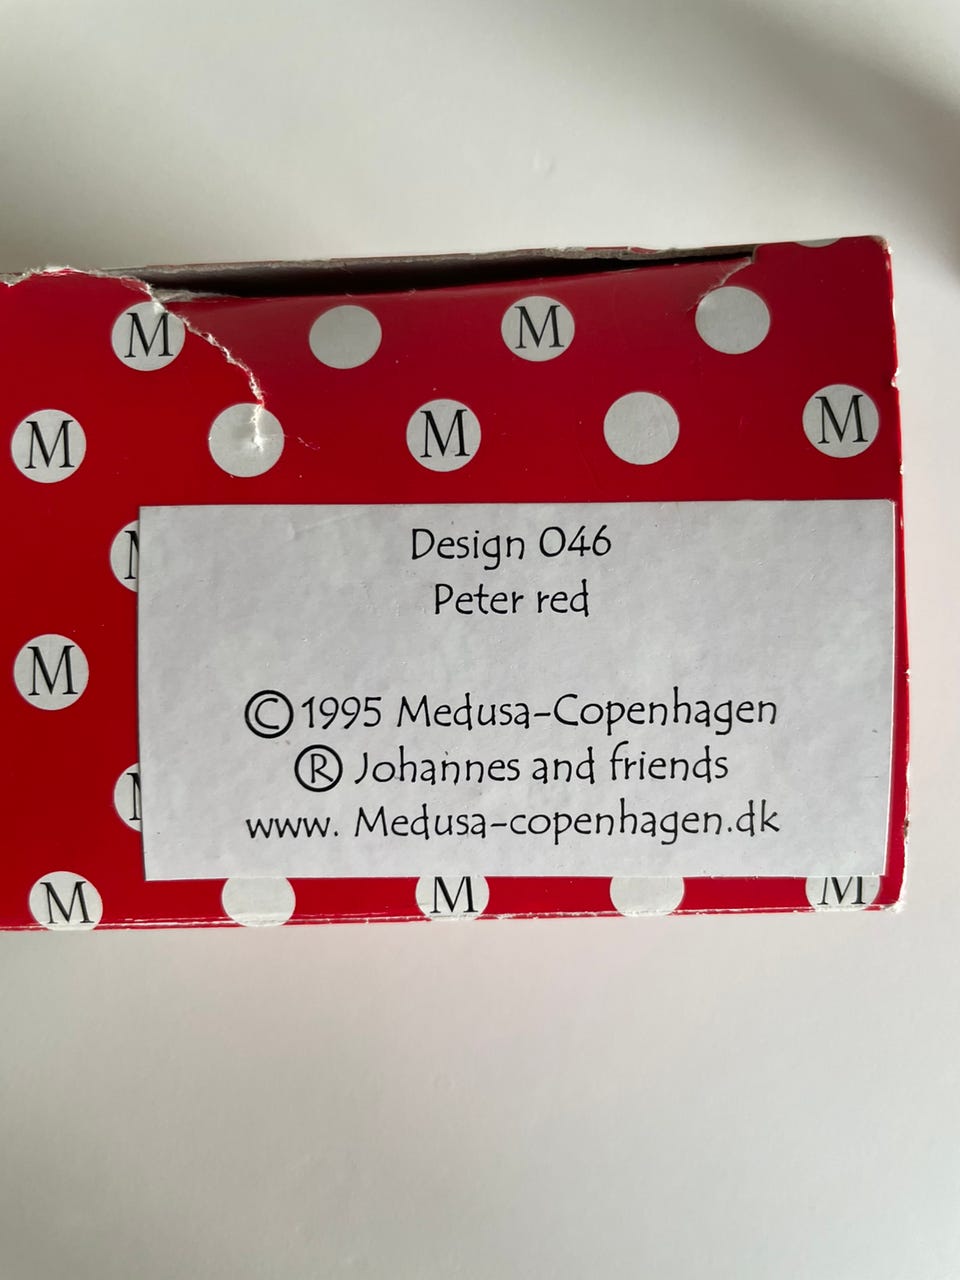 M M
M M M
Design 046
Peter red
M
©1995 Medusa-Copenhagen
® Johannes and friends
www. Medusa-copenhagen.dk
M M M